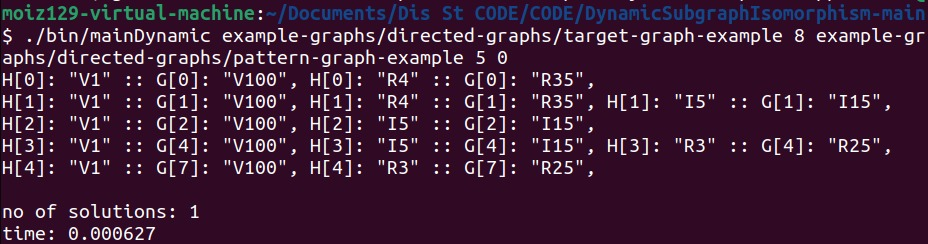 moiz129-virtual-machine:~/Documents/Dis St CODE/CODE/DynamicSubgraphIsomorphism-main
$ ./bin/mainDynamic example-graphs/directed-graphs/target-graph-example 8 example-gr
aphs/directed-graphs/pattern-graph-example 5 0
H[0]: "V1" :: G[0]: "V100", H[0]: "R4" :: G[0]: "R35",
H[1]: "V1" :: G[1]: "V100", H[1]: "R4" :: G[1]: "R35", H[1]: "I5" :: G[1]: "I15",
H[2]: "V1" :: G[2]: "V100", H[2]: "I5" :: G[2]: "I15",
H[3]: "V1" :: G[4]: "V100", H[3]: "I5" :: G[4]: "I15", H[3]: "R3" :: G[4]: "R25",
H[4]: "V1" :: G[7]: "V100", H[4]: "R3" :: G[7]: "R25",
no of solutions: 1
time: 0.000627